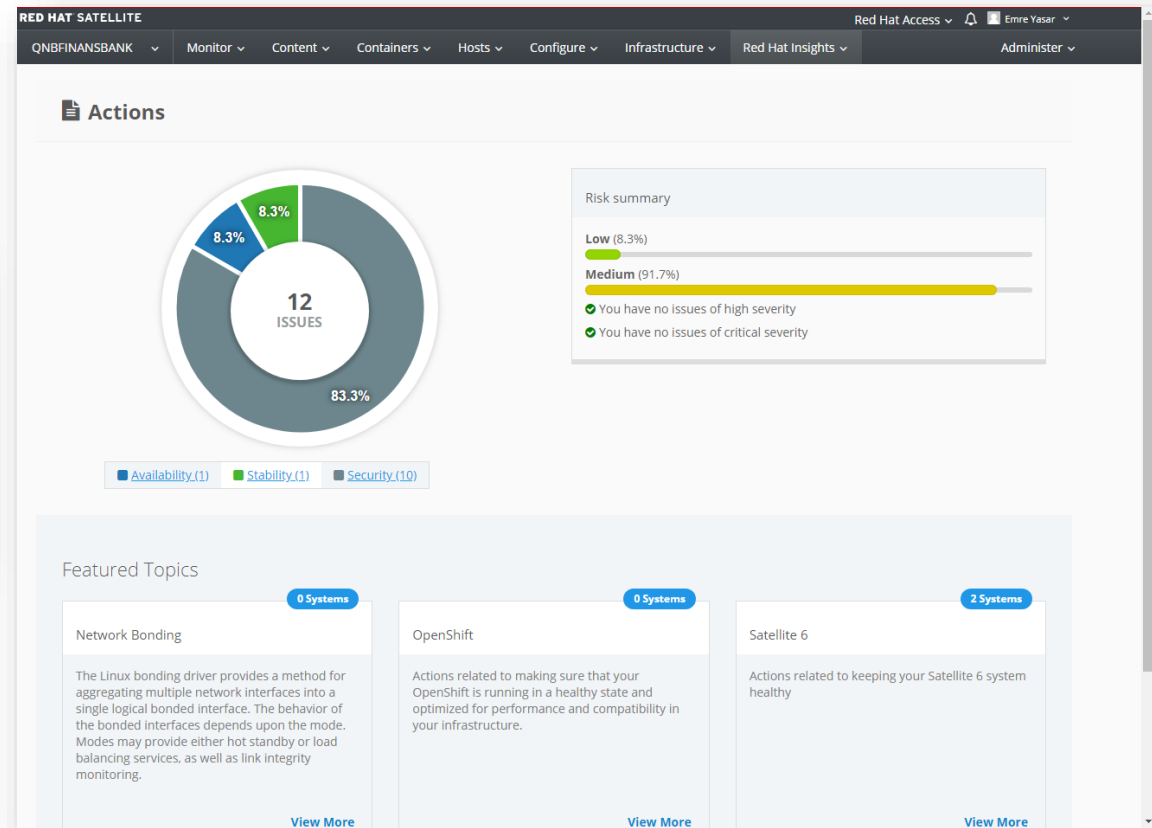 RED HAT SATELLITE
Red Hat Access
Emre Yasar
QNBFINANSBANK
Monitor
Content
Containers
Hosts
Configure
Infrastructure
Red Hat Insights
Administer
Actions
8.3%
8.3%
12
ISSUES
83.3%
Availability (1)
Stability (1)
Security (10)
Risk summary
Low (8.3%)
Medium (91.7%)
You have no issues of high severity
You have no issues of critical severity
Featured Topics
0 Systems
Network Bonding
The Linux bonding driver provides a method for
aggregating multiple network interfaces into a
single logical bonded interface. The behavior of
the bonded interfaces depends upon the mode.
Modes may provide either hot standby or load
balancing services, as well as link integrity
monitoring.
View More
0 Systems
OpenShift
Actions related to making sure that your
OpenShift is running in a healthy state and
optimized for performance and compatibility in
your infrastructure.
View More
2 Systems
Satellite 6
Actions related to keeping your Satellite 6 system
healthy
View More